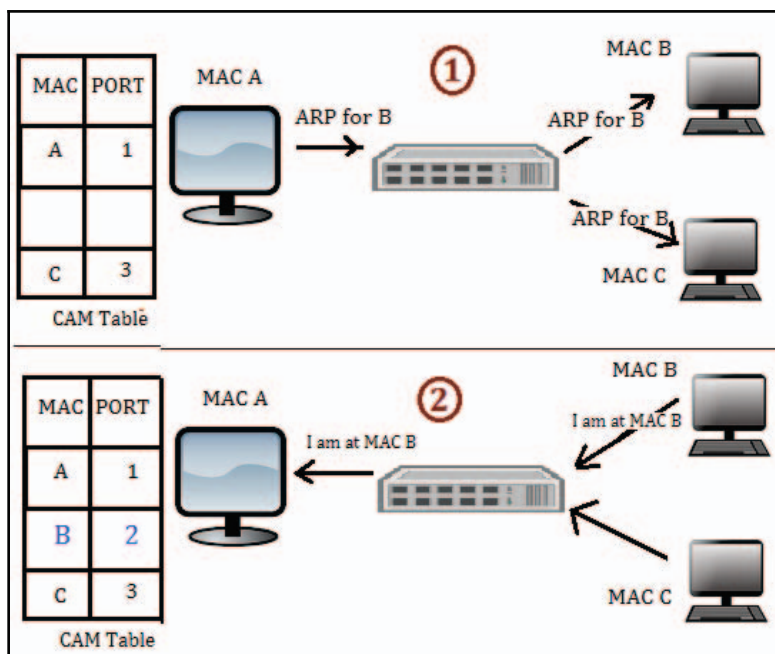 MAC PORT
A 1
C 3
CAM Table
MAC A
①
MAC B
ARP for B
ARP for B
ARP for B
MAC C
MAC PORT
A 1
B 2
C 3
CAM Table
MAC A
②
MAC B
I am at MAC B
I am at MAC B
MAC C